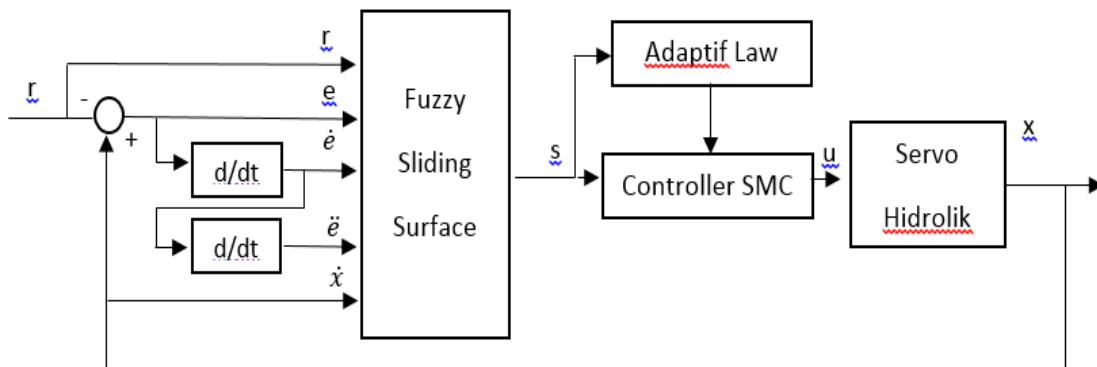 r
r
-
+
e
ė
d/dt
d/dt
ë
ẋ
Fuzzy
Sliding
Surface
s
Adaptif Law
Controller SMC
u
Servo
Hidrolik
x